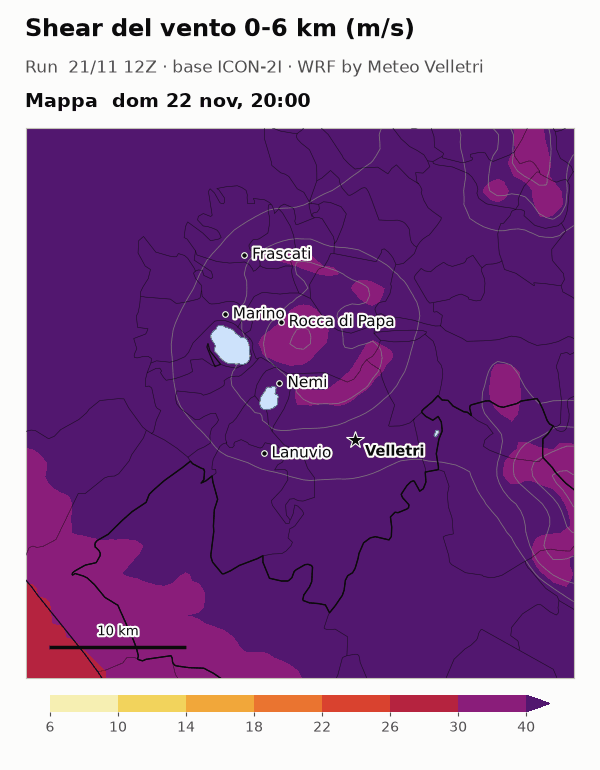 Shear del vento 0-6 km (m/s)
Run  21/11 12Z · base ICON-2I · WRF by Meteo Velletri
Mappa  dom 22 nov, 20:00
Frascati
Marino
Rocca di Papa
Nemi
Velletri
Lanuvio
10 km
6 10 14 18 22 26 30 40